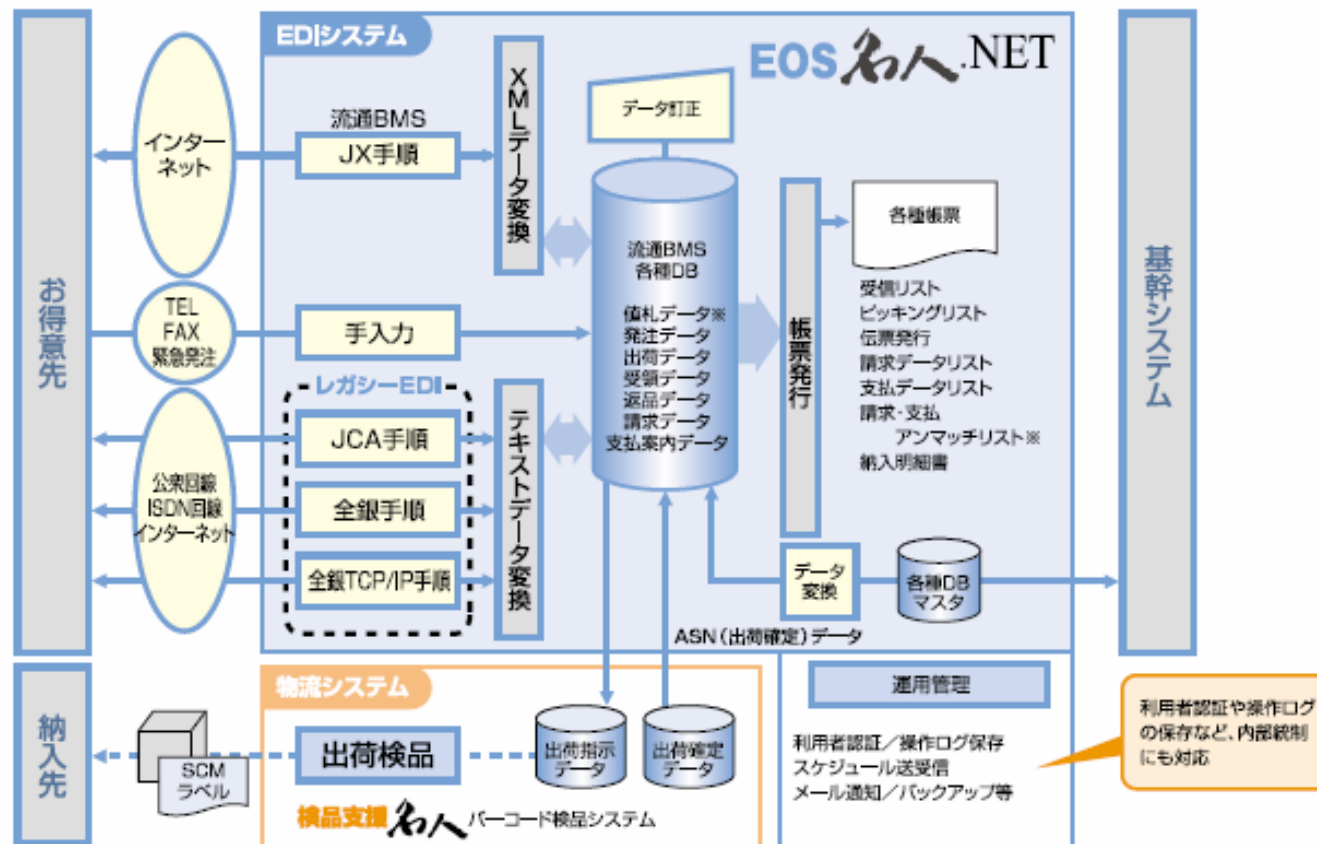 EDIシステム
EOS名人.NET
お得意先
インター
ネット
流通BMS
JX手順
XMLデータ変換
データ訂正
流通BMS
各種DB
値札データ※
発注データ
出荷データ
受領データ
返品データ
請求データ
支払案内データ
帳票発行
各種帳票
受信リスト
ピッキングリスト
伝票発行
請求データリスト
支払データリスト
請求・支払
アンマッチリスト※
納入明細書
基幹システム
TEL
FAX
緊急発注
手入力
レガシーEDI
JCA手順
全銀手順
全銀TCP/IP手順
公衆回線
ISDN回線
インターネット
テキストデータ変換
データ
変換
各種DB
マスタ
ASN（出荷確定）データ
納入先
SCM
ラベル
物流システム
出荷検品
出荷指示
データ
出荷確定
データ
検品支援名人バーコード検品システム
運用管理
利用者認証／操作ログ保存
スケジュール送受信
メール通知／バックアップ等
利用者認証や操作ログ
の保存など、内部統制
にも対応